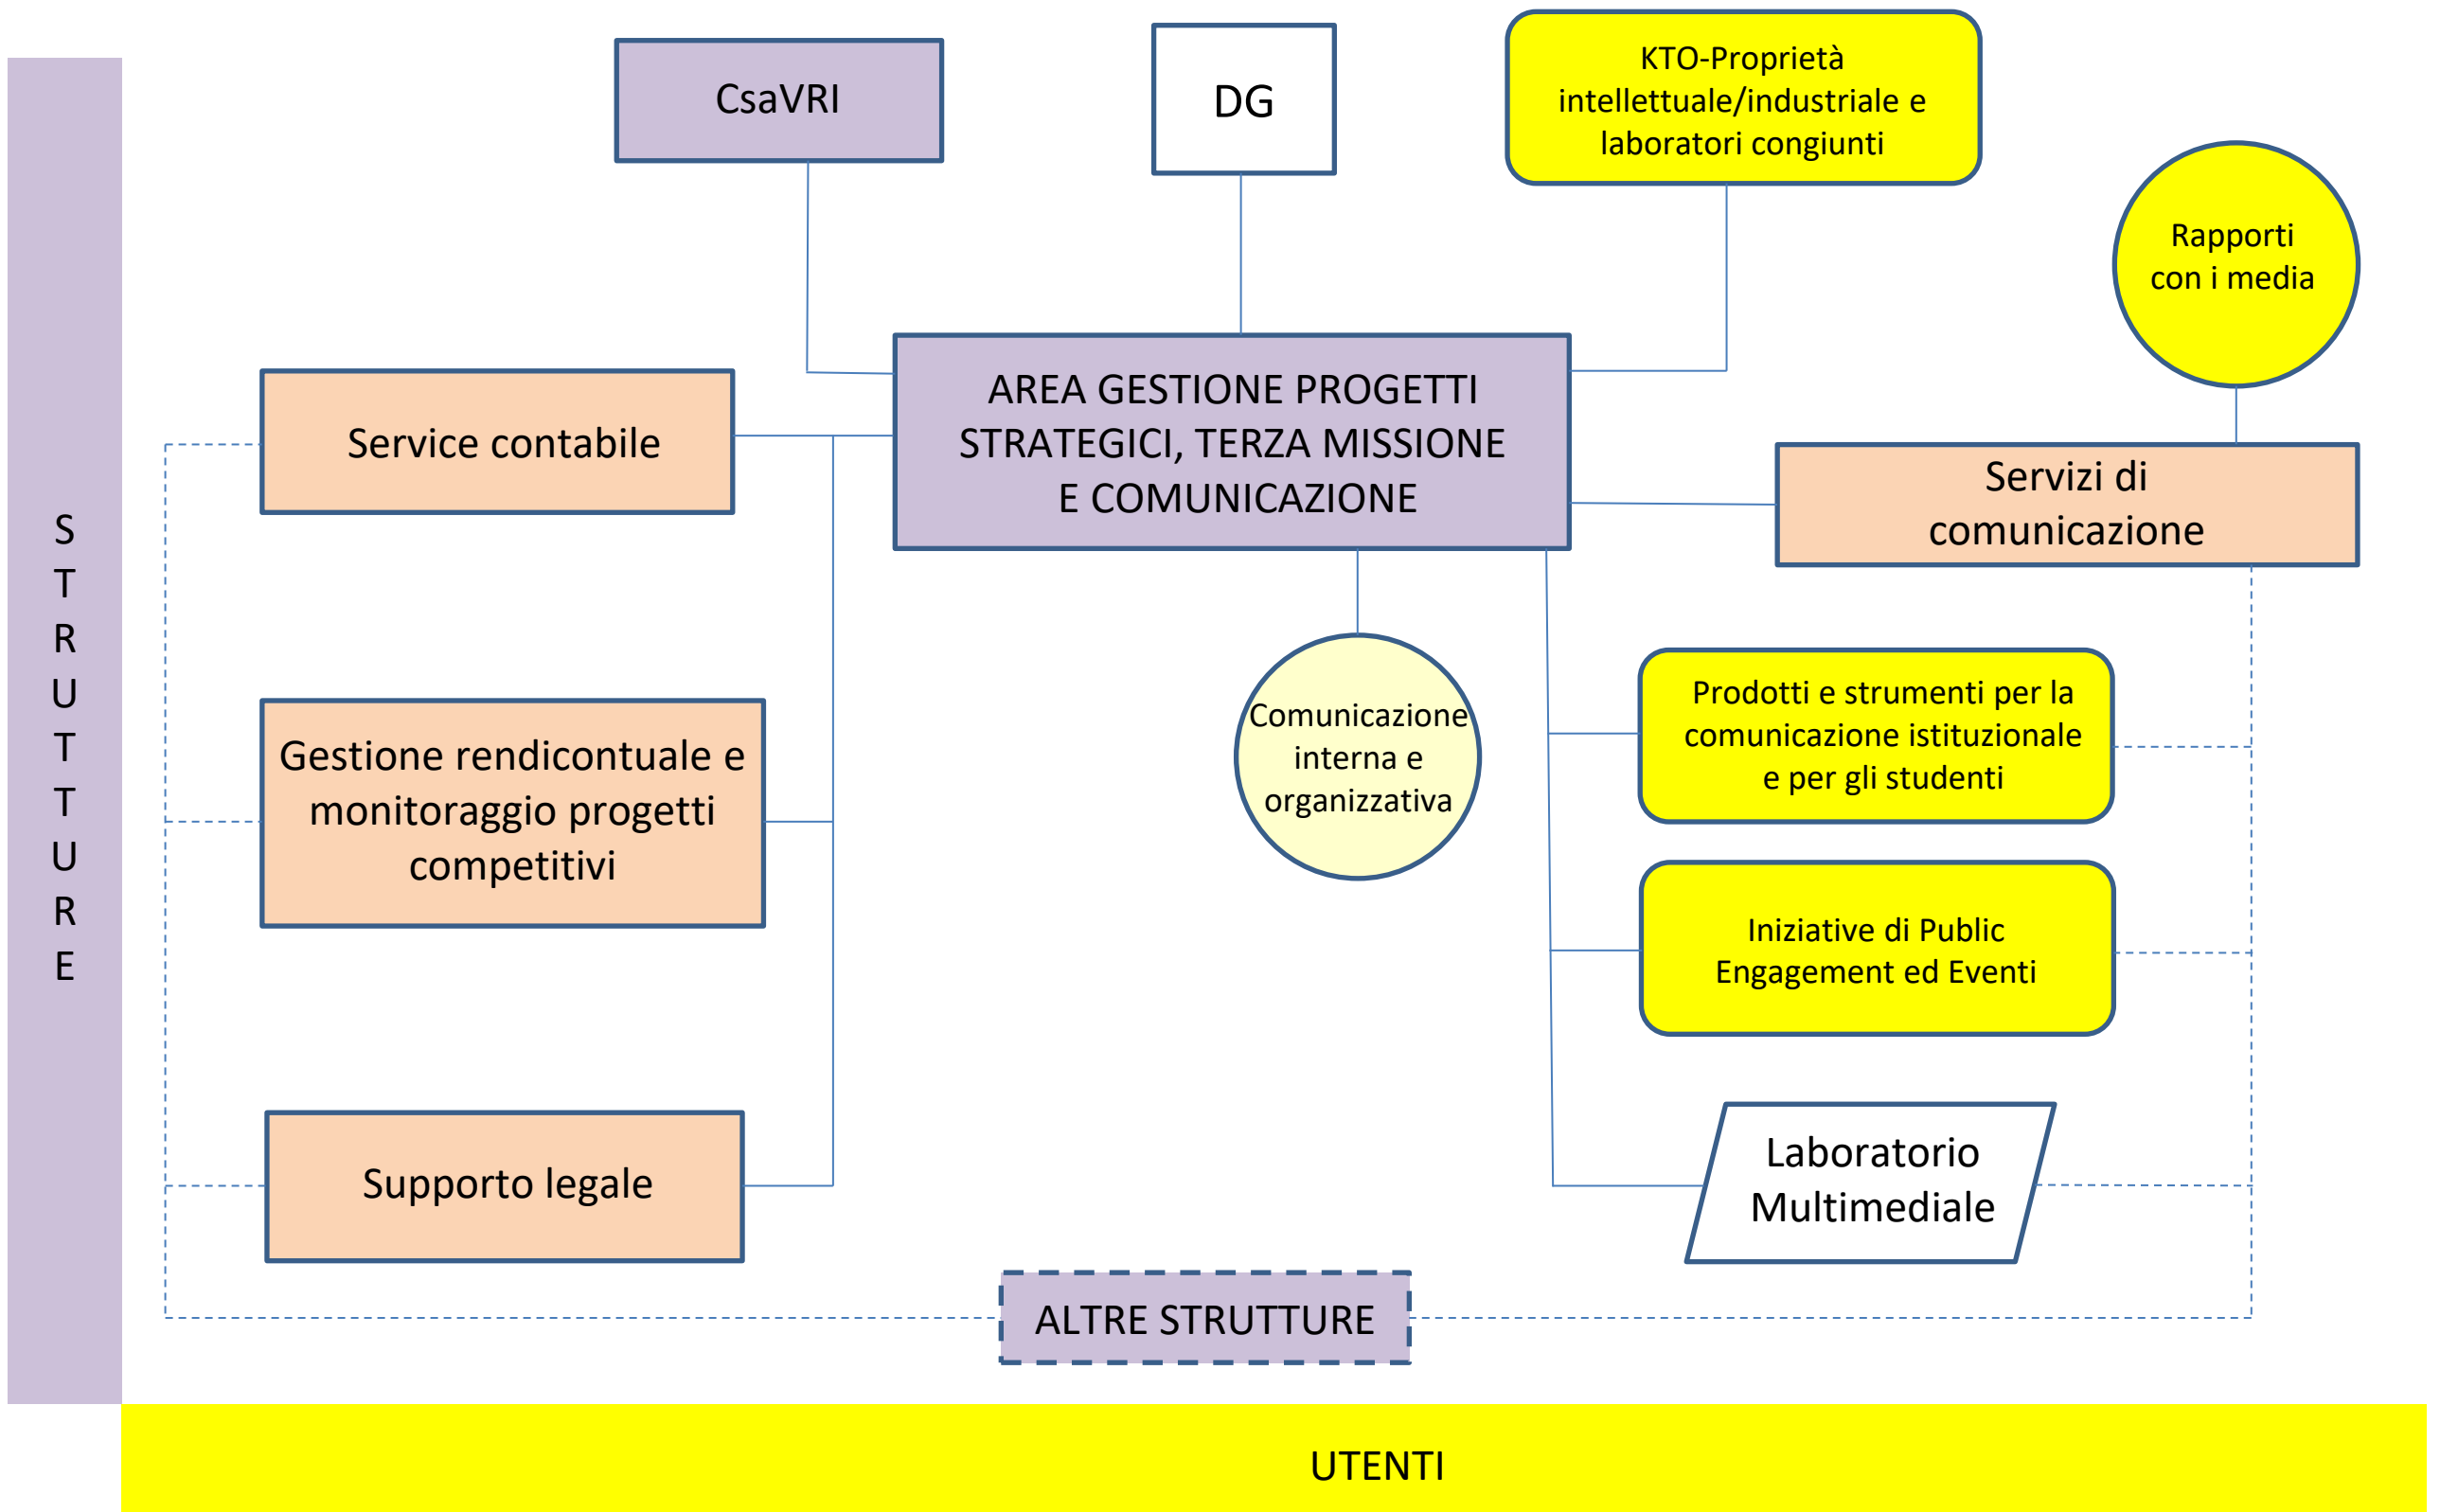 CsaVRI
DG
KTO-Proprietà
intellettuale/industriale e
laboratori congiunti
Rapporti
con i media
AREA GESTIONE PROGETTI
STRATEGICI, TERZA MISSIONE
E COMUNICAZIONE
Service contabile
Servizi di
comunicazione
S
T
R
U
T
T
U
R
E
Gestione rendicontuale e
monitoraggio progetti
competitivi
Comunicazione
interna e
organizzativa
Prodotti e strumenti per la
comunicazione istituzionale
e per gli studenti
Iniziative di Public
Engagement ed Eventi
Supporto legale
Laboratorio
Multimediale
ALTRE STRUTTURE
UTENTI